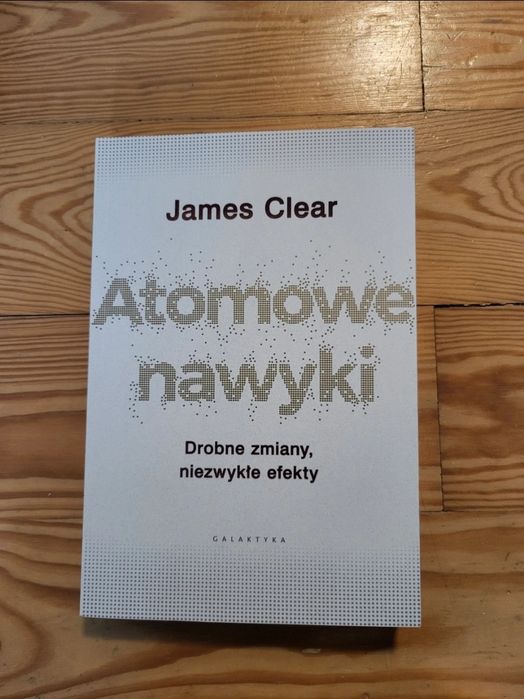 James Clear
Atomowe
nawyki
Drobne zmiany,
niezwykłe efekty
GALAKTYKA